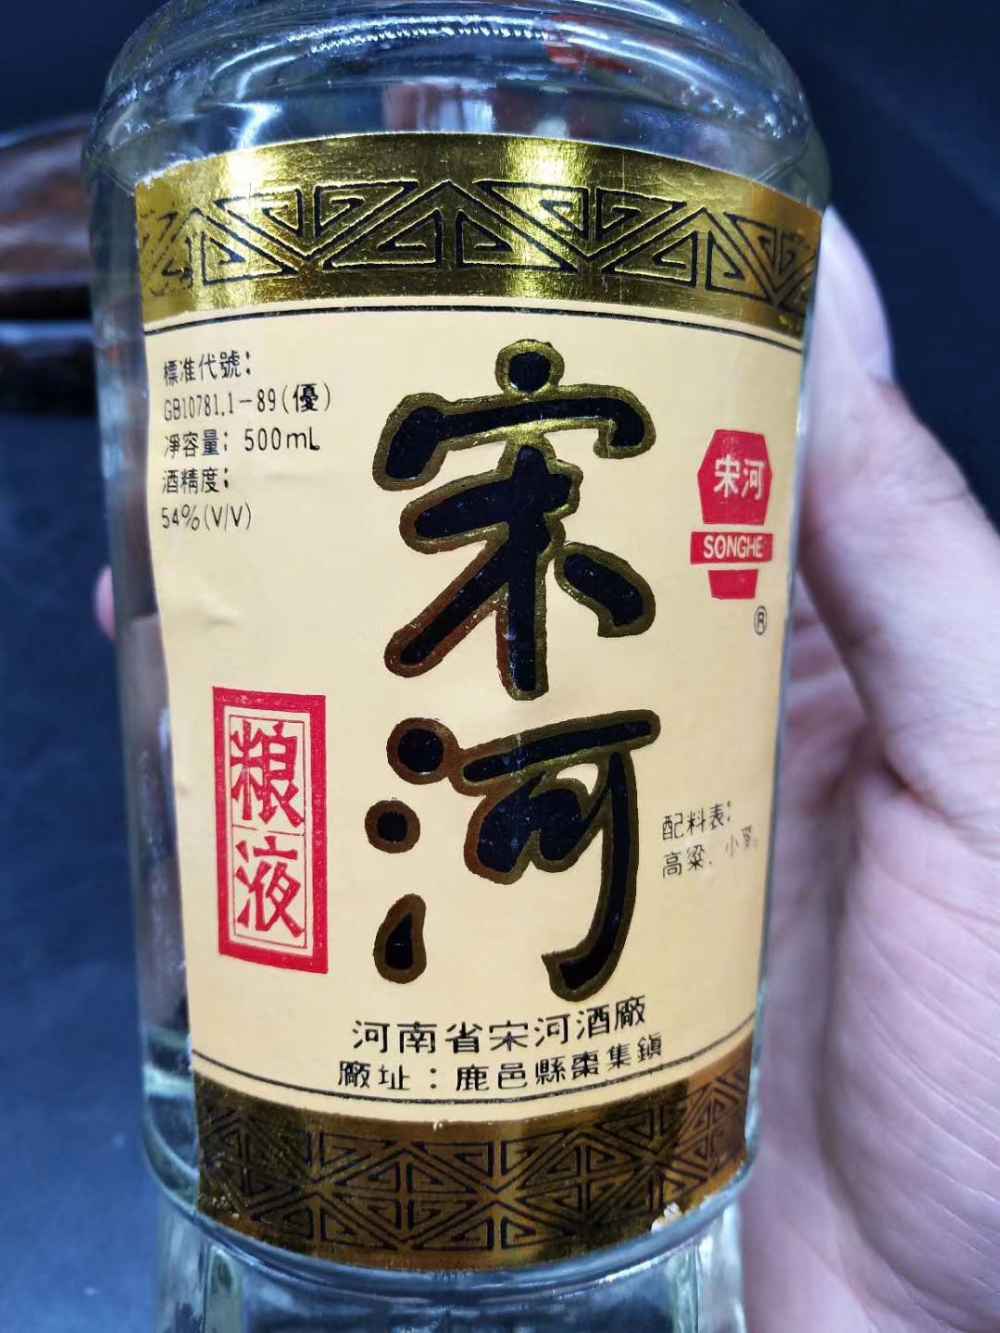 標准代號：
GB10781.1-89(優)
淨容量：500mL
酒精度：
54%(V/V)
宋河
宋河
SONGHE
®
粮液
配料表：
高粱、小麦。
河南省宋河酒廠
廠址：鹿邑縣棗集鎮